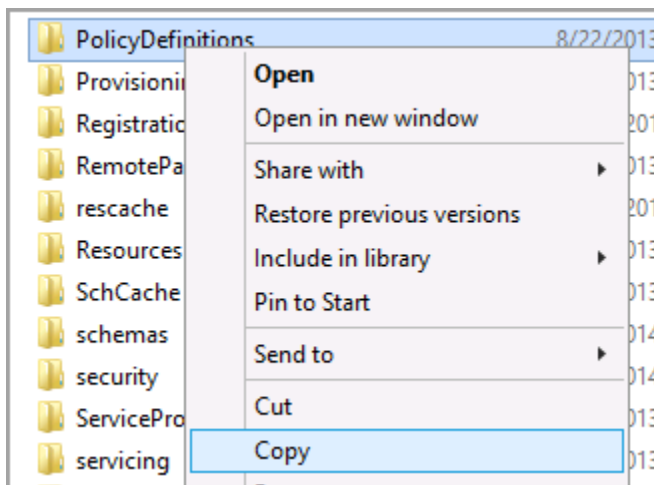 PolicyDefinitions 8/22/2013
Open
Open in new window
Share with
Restore previous versions
Include in library
Pin to Start
Send to
Cut
Copy
rescache
Resources
SchCache
schemas
security
servicing